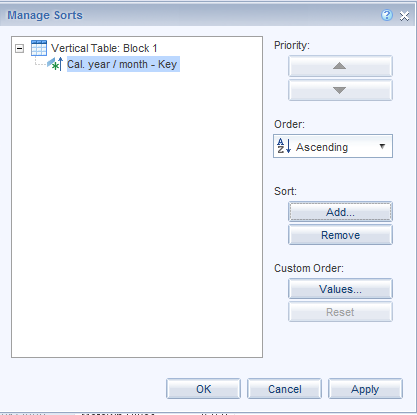 Manage Sorts
Vertical Table: Block 1
Cal. year / month - Key
Priority:
Order:
Ascending
Sort:
Add...
Remove
Custom Order:
Values...
Reset
OK
Cancel
Apply